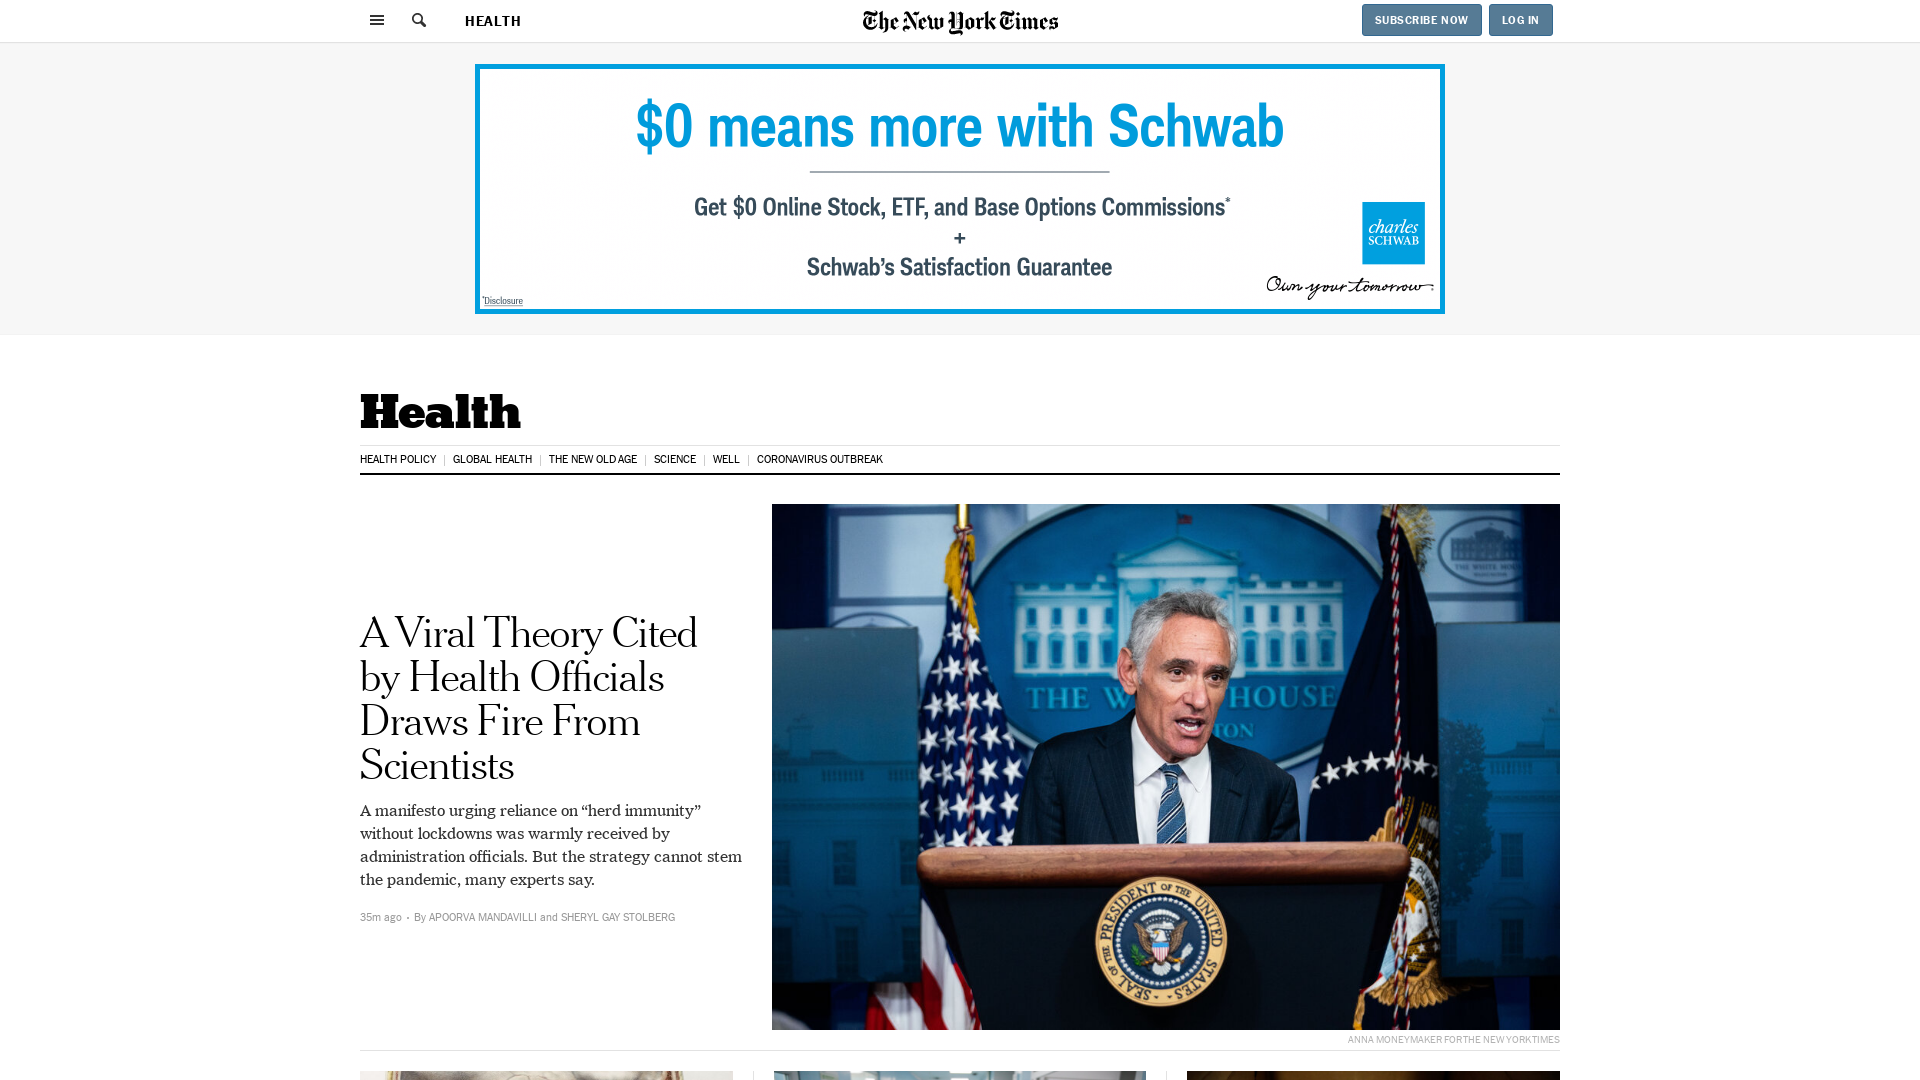 HEALTH
The New York Times
SUBSCRIBE NOW
LOG IN
$0 means more with Schwab
Get $0 Online Stock, ETF, and Base Options Commissions*
+
Schwab's Satisfaction Guarantee
charles
SCHWAB
Own your tomorrow
*Disclosure
Health
HEALTH POLICY
GLOBAL HEALTH
THE NEW OLD AGE
SCIENCE
WELL
CORONAVIRUS OUTBREAK
A Viral Theory Cited
by Health Officials
Draws Fire From
Scientists
A manifesto urging reliance on “herd immunity”
without lockdowns was warmly received by
administration officials. But the strategy cannot stem
the pandemic, many experts say.
35m ago · By APOORVA MANDAVILLI and SHERYL GAY STOLBERG
THE WHITE HOU
WASHINGTON
THE W HOUSE
TON
SEAL OF THE PRESIDENT OF THE UNITED STATES
ANNA MONEYMAKER FOR THE NEW YORK TIMES